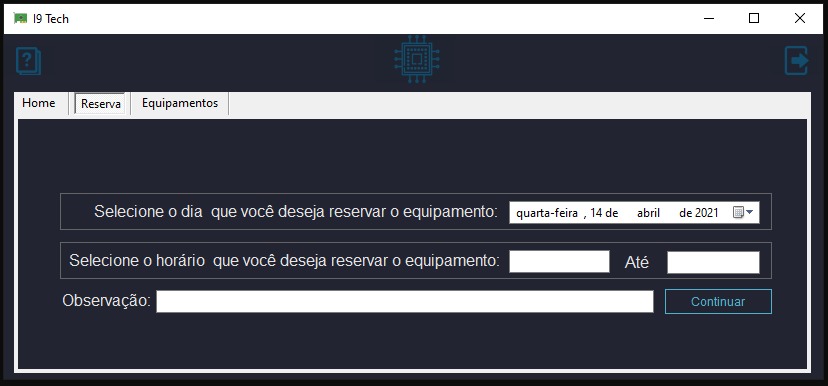 I9 Tech
Home Reserva Equipamentos
Selecione o dia  que você deseja reservar o equipamento: quarta-feira , 14 de abril de 2021
Selecione o horário  que você deseja reservar o equipamento: Até
Observação: Continuar